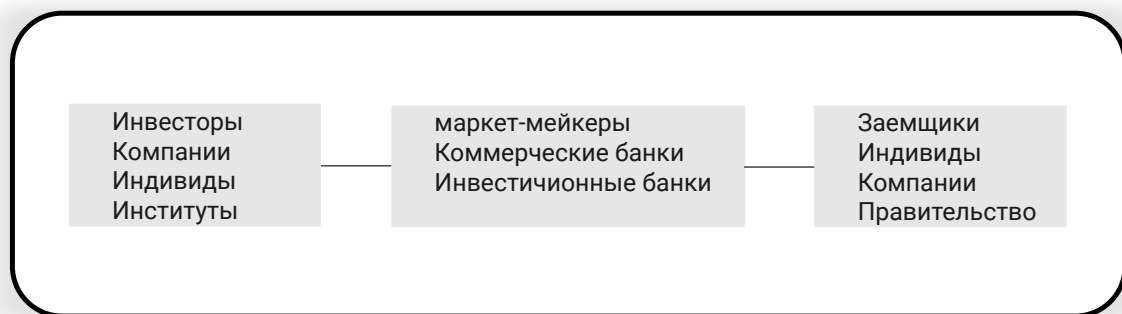 Инвесторы
Компании
Индивиды
Институты
маркет-мейкеры
Коммерческие банки
Инвестичионные банки
Заемщики
Индивиды
Компании
Правительство